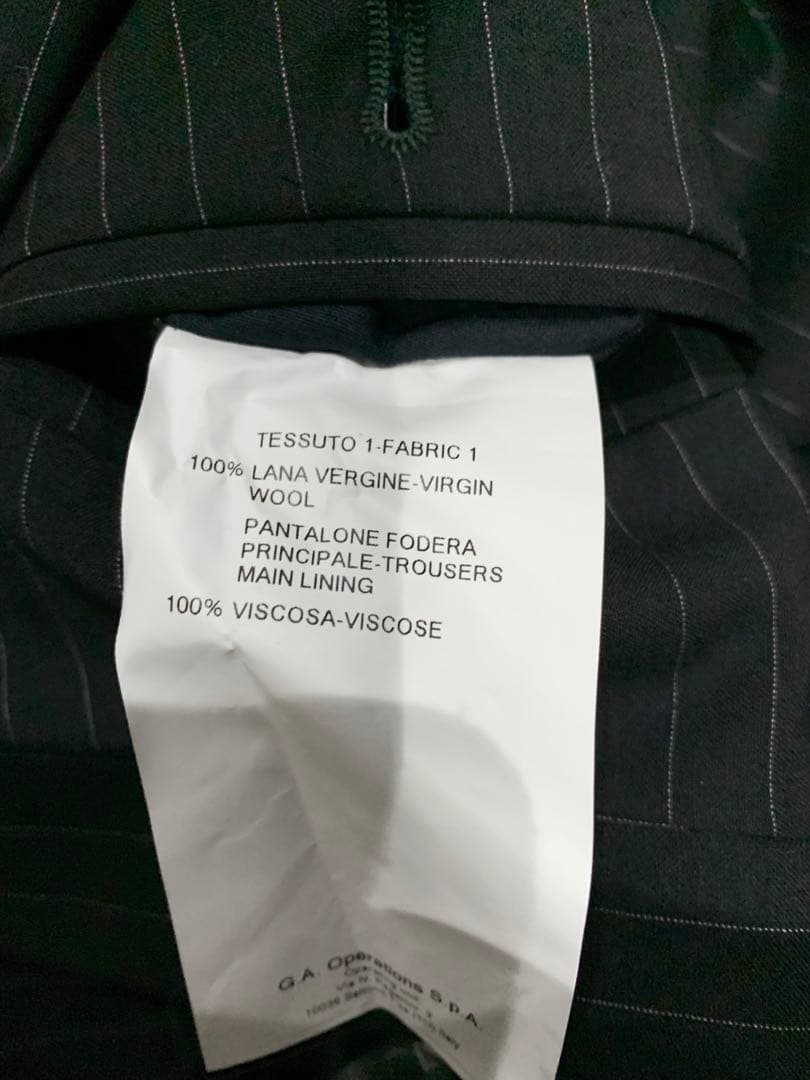 TESSUTO 1-FABRIC 1
100% LANA VERGINE-VIRGIN
WOOL
PANTALONE FODERA
PRINCIPALE-TROUSERS
MAIN LINING
100% VISCOSA-VISCOSE
G.A. Operations S.p.A.
10036